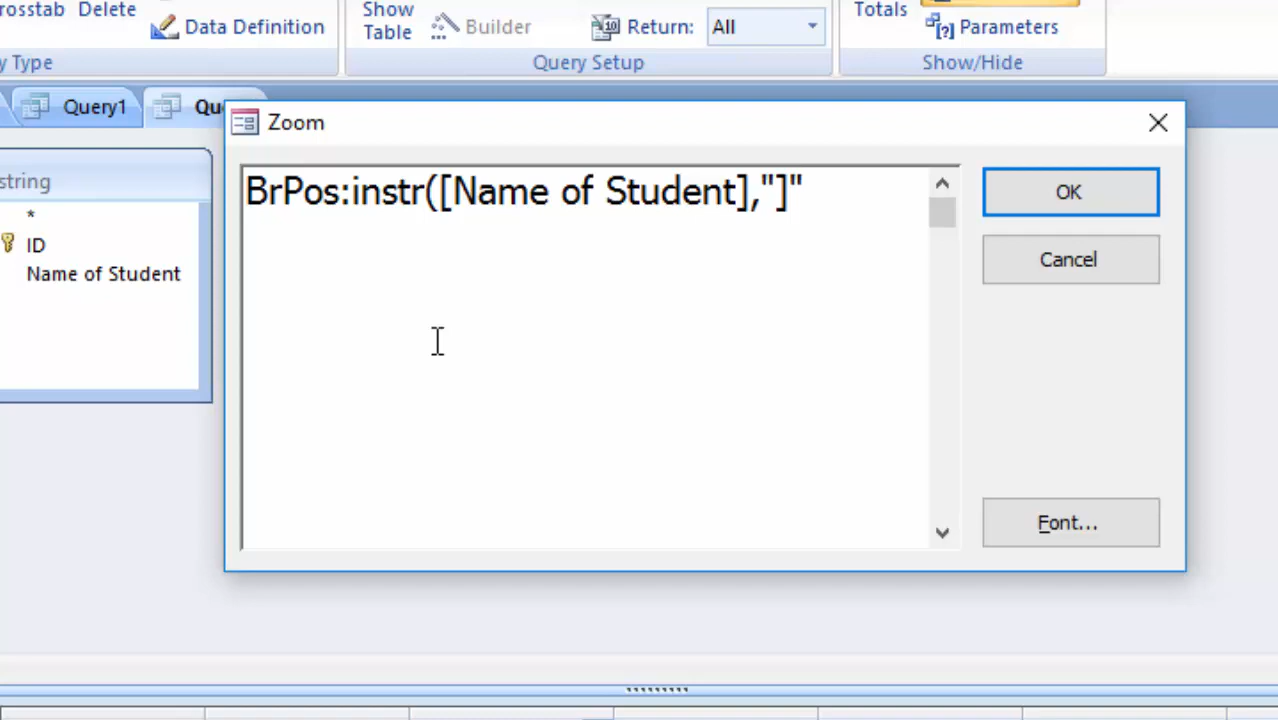 rosstab Delete
Data Definition
Show
Table
Builder
Return:
All
Totals
Parameters
y Type
Query Setup
Show/Hide
Query1
Qu
Zoom
string
*
ID
Name of Student
BrPos:instr([Name of Student],"]"
OK
Cancel
Font...